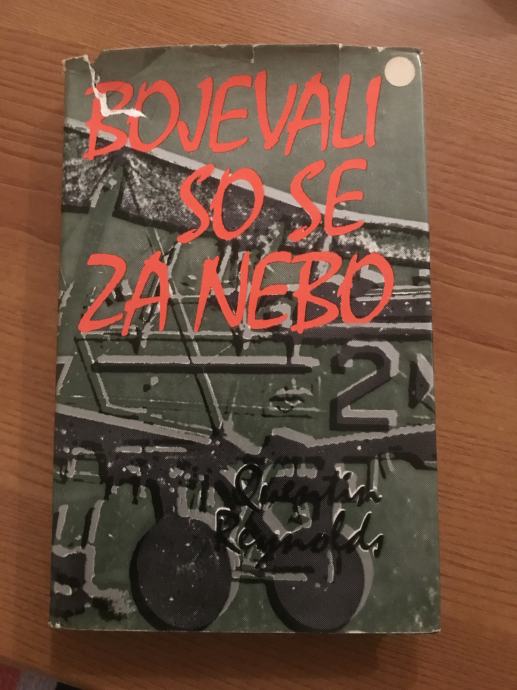 BOJEVALI
SO SE
ZA NEBO
2
Quentin
Reynolds